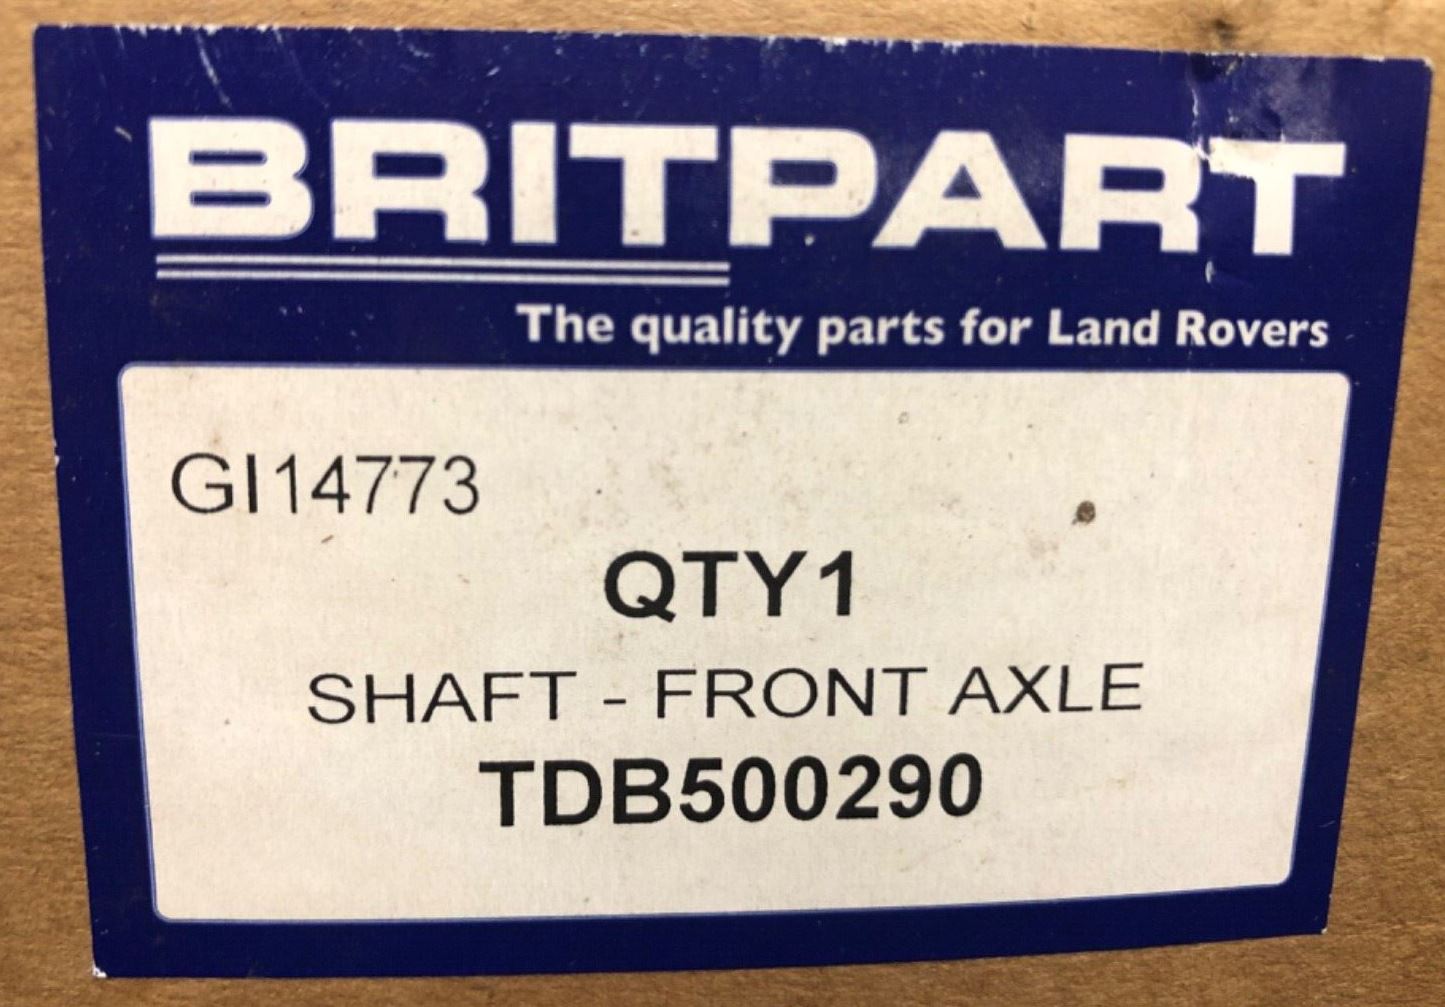 BRITPART
The quality parts for Land Rovers
GI14773
QTY1
SHAFT - FRONT AXLE
TDB500290